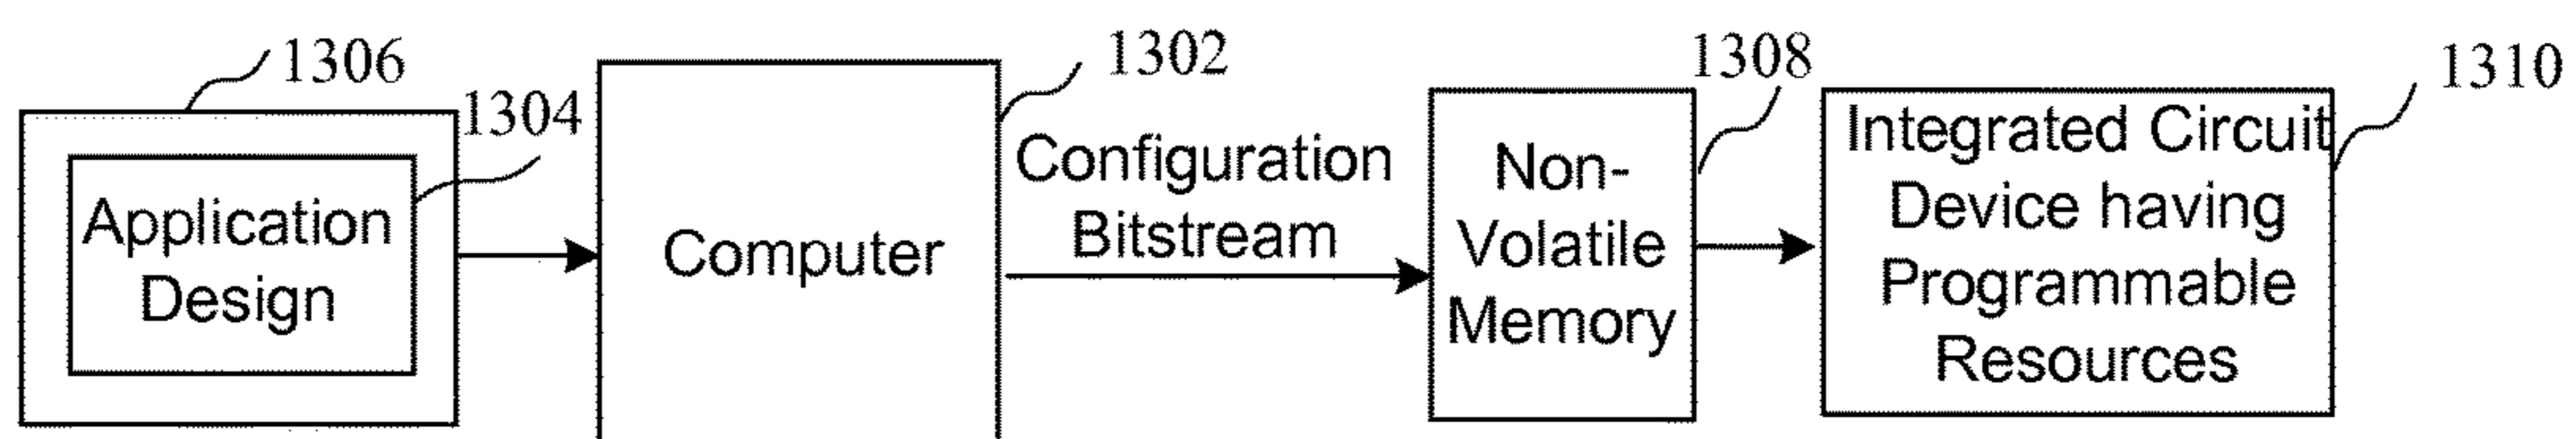 1306
1304
Application
Design
Computer
1302
Configuration
Bitstream
1308
Non-
Volatile
Memory
1310
Integrated Circuit
Device having
Programmable
Resources